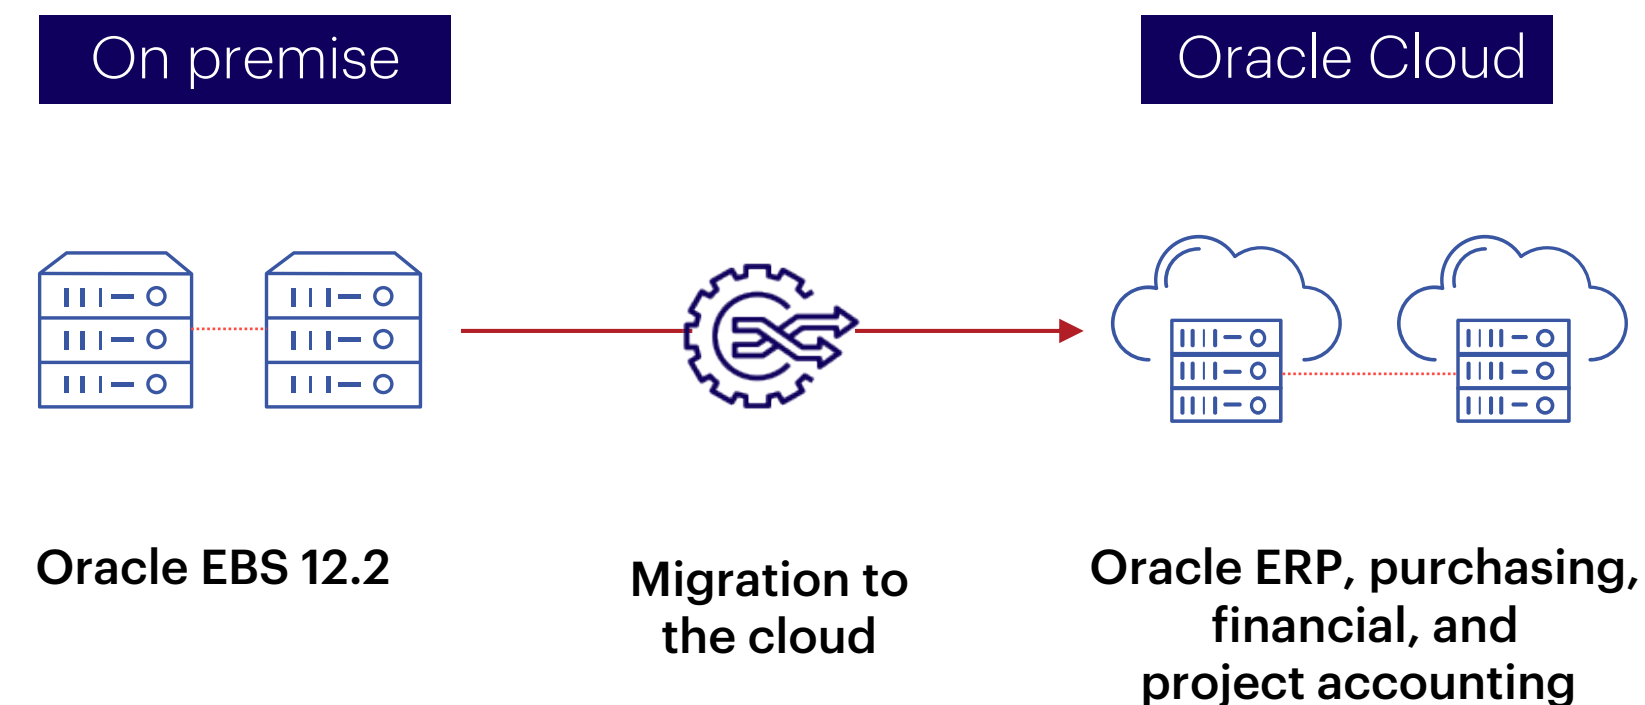 On premise
Oracle Cloud
Oracle EBS 12.2
Migration to
the cloud
Oracle ERP, purchasing,
financial, and
project accounting